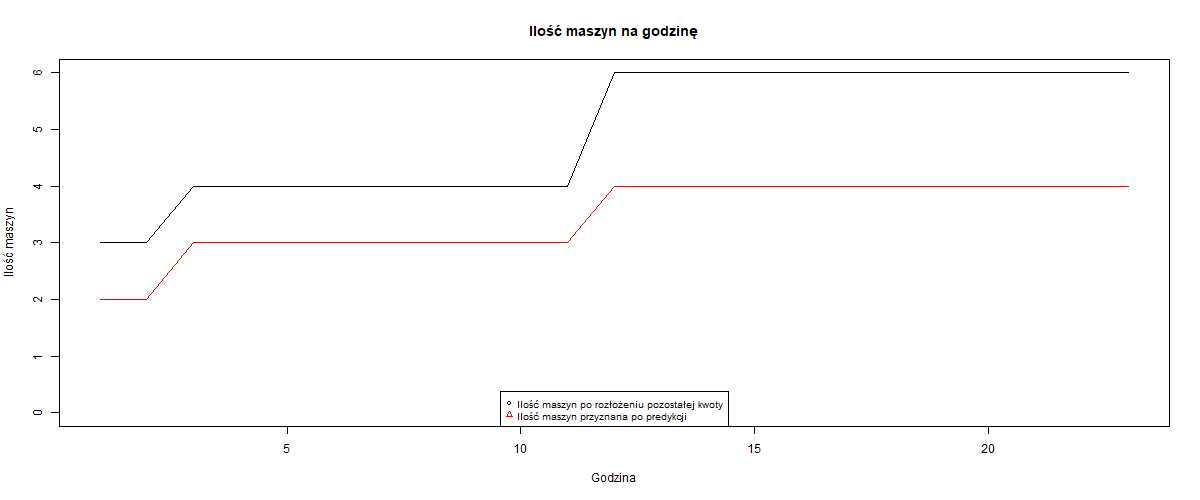 Ilość maszyn na godzinę
Ilość maszyn
6
5
4
3
2
1
0
Ilość maszyn po rozłożeniu pozostałej kwoty
Ilość maszyn przyznana po predykcji
5
10
15
20
Godzina